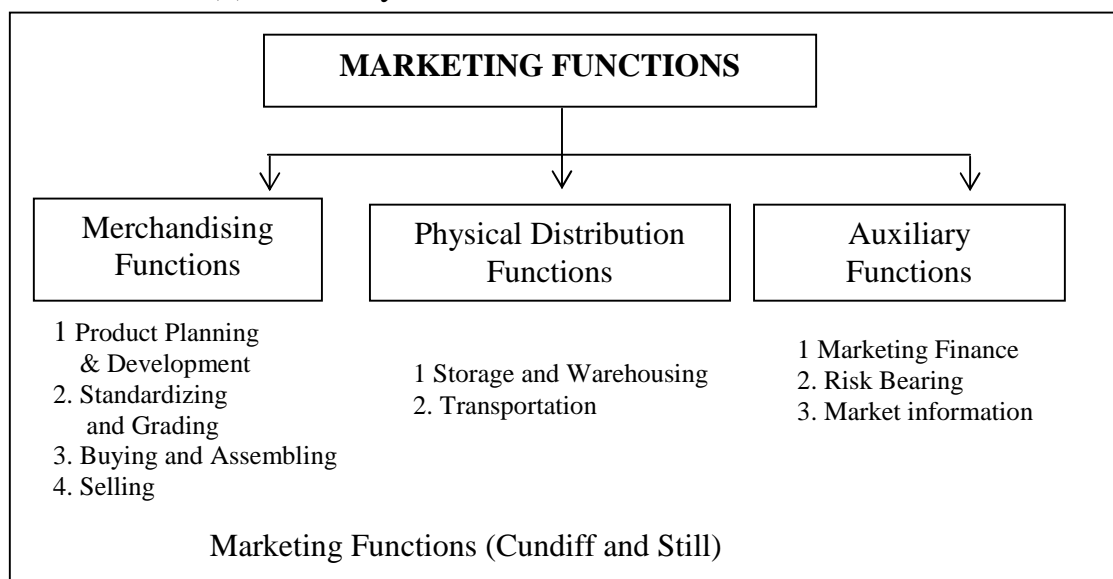 MARKETING FUNCTIONS
Merchandising
Functions
1 Product Planning
& Development
2. Standardizing
and Grading
3. Buying and Assembling
4. Selling
Physical Distribution
Functions
1 Storage and Warehousing
2. Transportation
Auxiliary
Functions
1 Marketing Finance
2. Risk Bearing
3. Market information
Marketing Functions (Cundiff and Still)